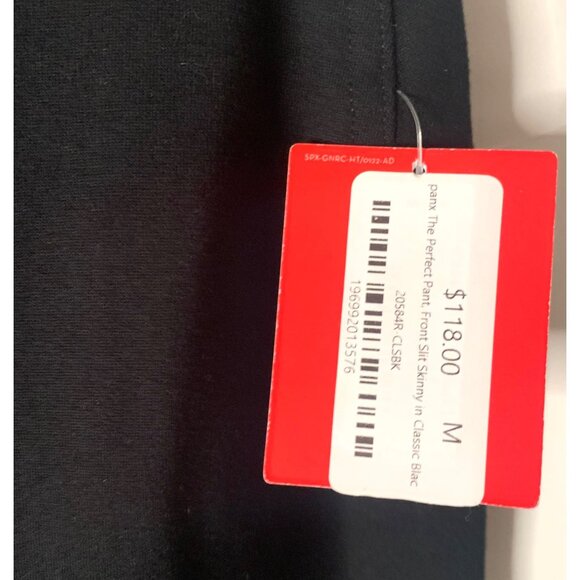 SPX-GNRC-HT/0122-AD
$118.00 M
panx The Perfect Pant, Front Slit Skinny in Classic Blac
20584R CLSBK
196992013576